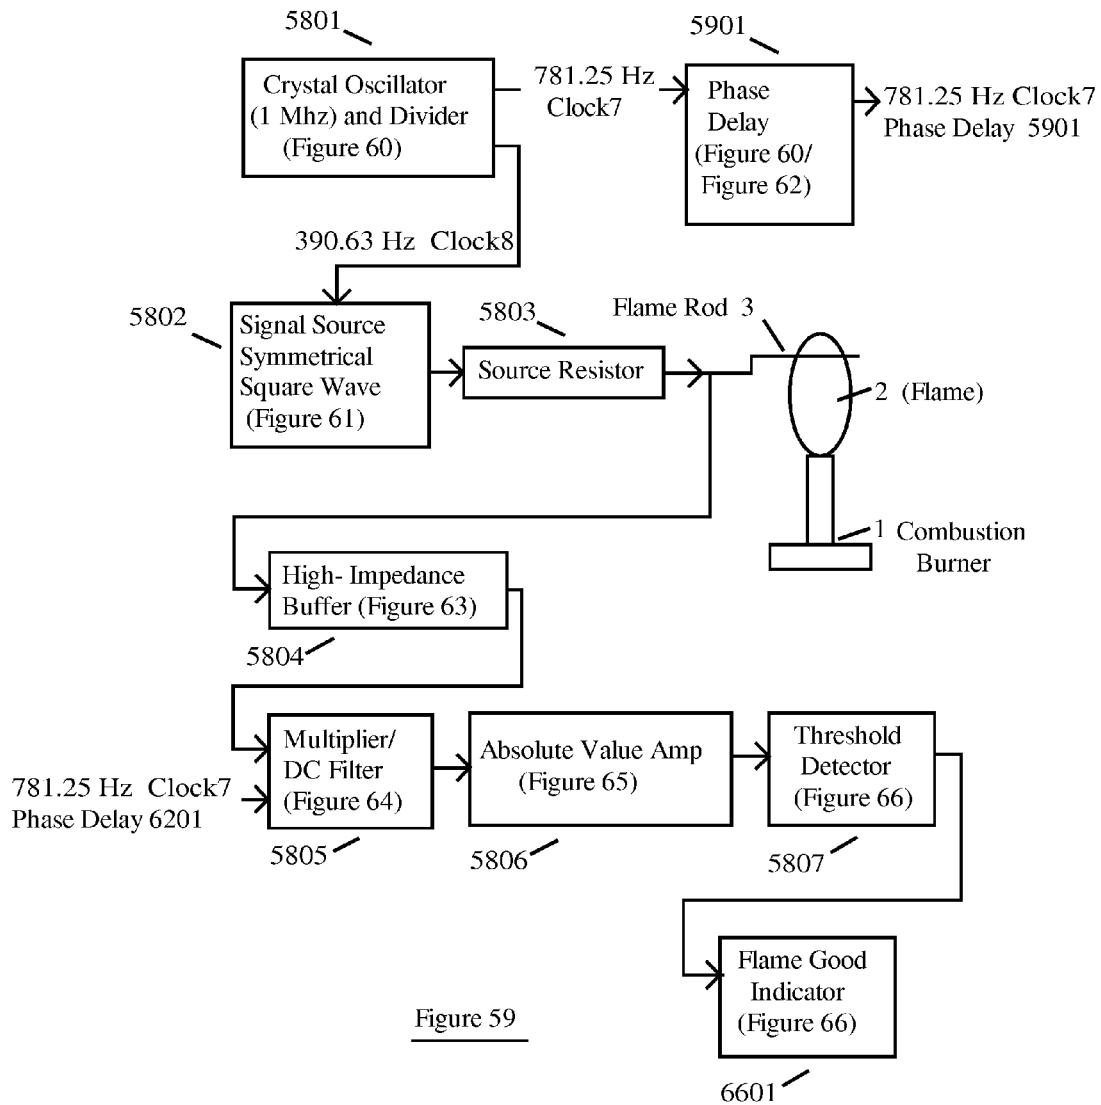 5801
Crystal Oscillator
(1 Mhz) and Divider
(Figure 60)
781.25 Hz
Clock7
5901
Phase
Delay
(Figure 60/
Figure 62)
781.25 Hz Clock7
Phase Delay 5901
390.63 Hz Clock8
5802
Signal Source
Symmetrical
Square Wave
(Figure 61)
5803
Source Resistor
Flame Rod 3
2 (Flame)
1 Combustion
Burner
High- Impedance
Buffer (Figure 63)
5804
781.25 Hz Clock7
Phase Delay 6201
Multiplier/
DC Filter
(Figure 64)
5805
Absolute Value Amp
(Figure 65)
5806
Threshold
Detector
(Figure 66)
5807
Flame Good
Indicator
(Figure 66)
6601
Figure 59